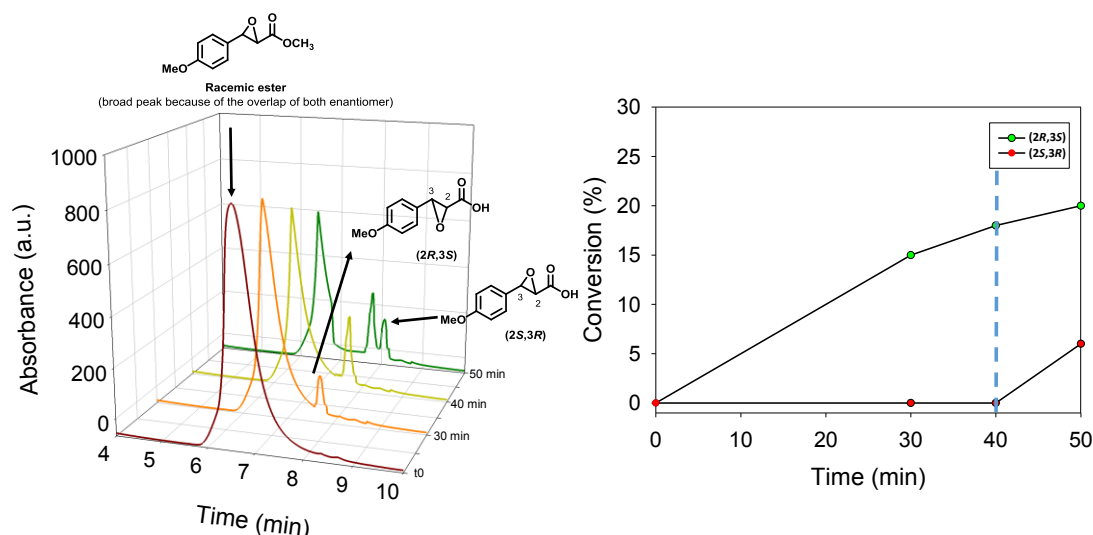 O
O
OCH₃
MeO
Racemic ester
(broad peak because of the overlap of both enantiomer)
1000
800
600
400
200
0
Absorbance (a.u.)
4
5
6
7
8
9
10
Time (min)
t0
30 min
40 min
50 min
O
3
2
OH
O
MeO
(2R,3S)
O
O
OH
3
2
MeO
(2S,3R)
30
25
20
15
10
5
0
Conversion (%)
(2R,3S)
(2S,3R)
0
10
20
30
40
50
Time (min)